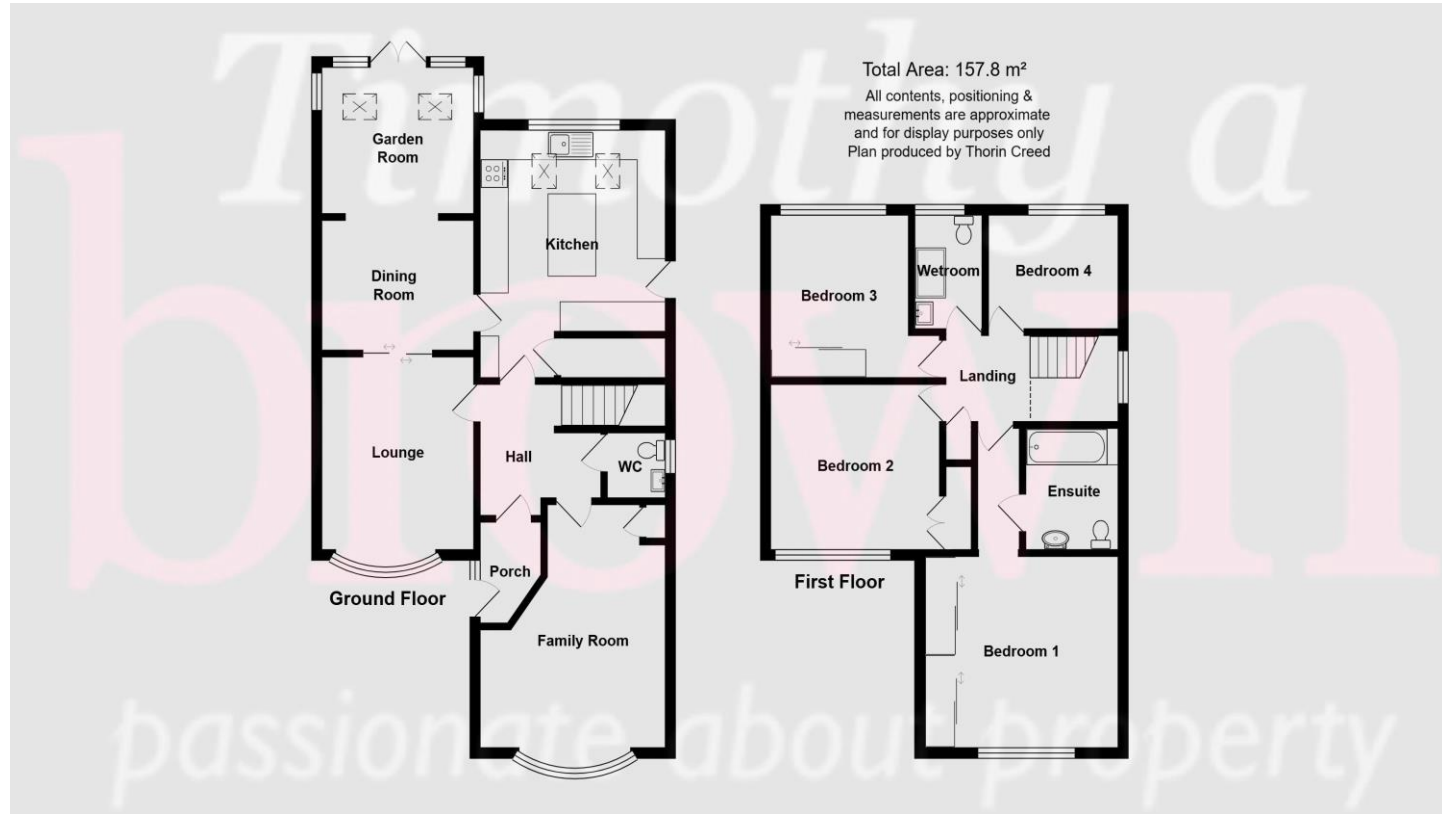 Timothy a
brown
passionate about property
Total Area: 157.8 m²
All contents, positioning &
measurements are approximate
and for display purposes only
Plan produced by Thorin Creed
Garden
Room
Kitchen
Dining
Room
Lounge
Hall
WC
Porch
Family Room
Ground Floor
Bedroom 3
Wetroom
Bedroom 4
Landing
Bedroom 2
Ensuite
First Floor
Bedroom 1